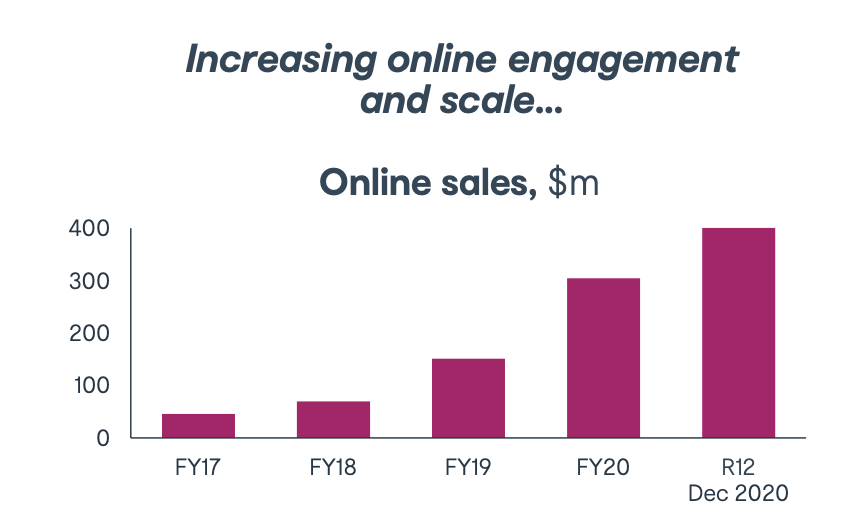 Increasing online engagement
and scale...
Online sales, $m
400
300
200
100
0
FY17
FY18
FY19
FY20
R12
Dec 2020